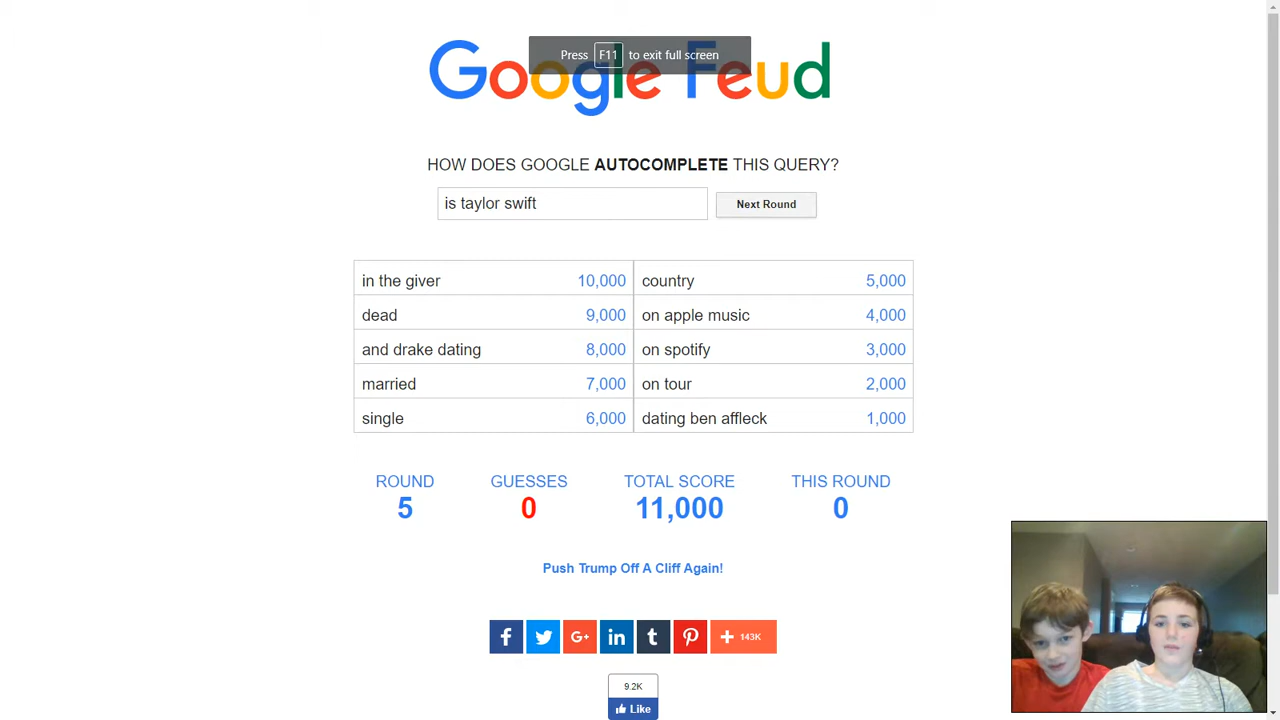 Google Feud
Press F11 to exit full screen
HOW DOES GOOGLE AUTOCOMPLETE THIS QUERY?
is taylor swift
Next Round
in the giver 10,000
dead 9,000
and drake dating 8,000
married 7,000
single 6,000
country 5,000
on apple music 4,000
on spotify 3,000
on tour 2,000
dating ben affleck 1,000
ROUND
5
GUESSES
0
TOTAL SCORE
11,000
THIS ROUND
0
Push Trump Off A Cliff Again!
143K
9.2K
Like